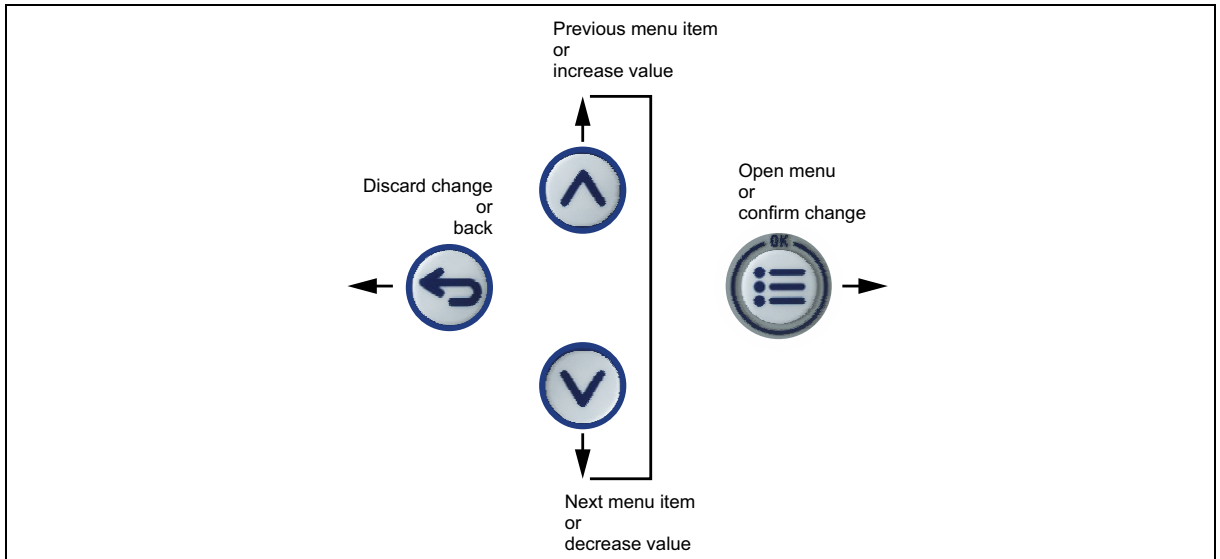 Previous menu item
or
increase value
Discard change
or
back
Open menu
or
confirm change
OK
Next menu item
or
decrease value